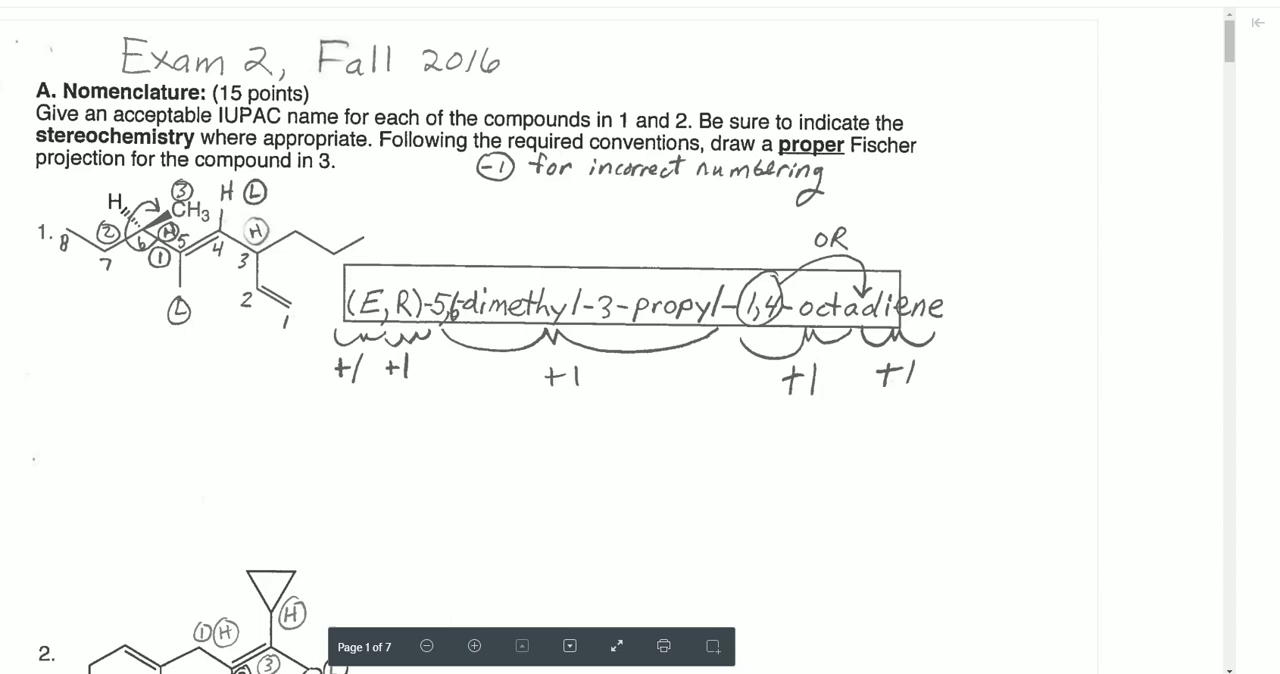 Exam 2, Fall 2016
A. Nomenclature: (15 points)
Give an acceptable IUPAC name for each of the compounds in 1 and 2. Be sure to indicate the
stereochemistry where appropriate. Following the required conventions, draw a proper Fischer
projection for the compound in 3.
-1 for incorrect numbering
3 H L
H CH3
1. 8 2 6 H 5 4 H
7 1 3
OR
L 2 1
(E,R)-5,6-dimethyl-3-propyl-1,4-octadiene
+1 +1 +1 +1 +1
1 H H
2. 3
Page 1 of 7